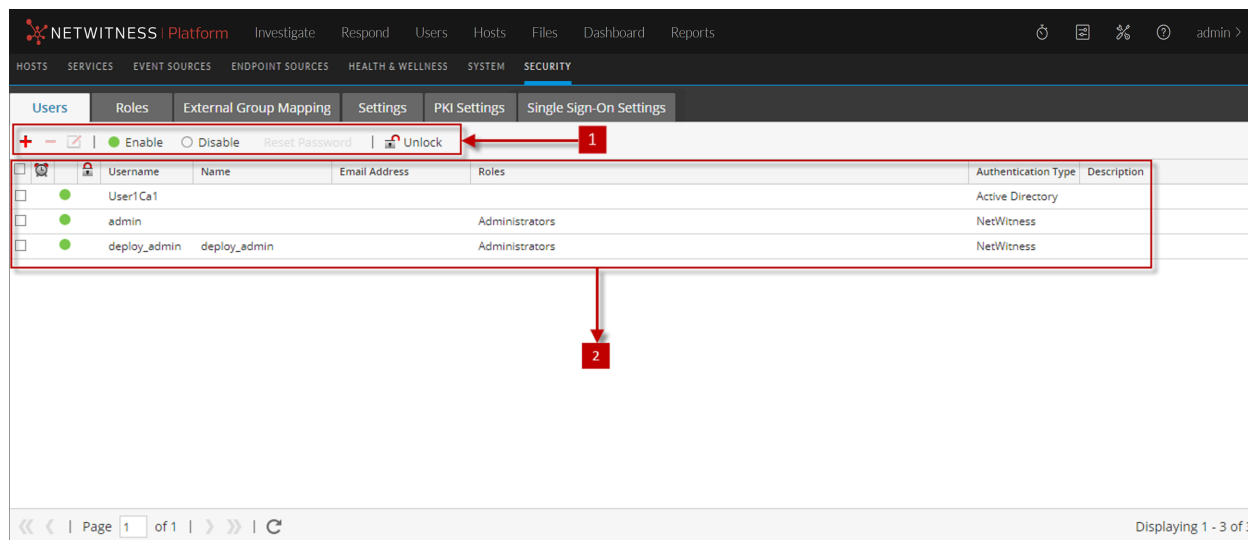 NETWITNESS | Platform Investigate Respond Users Hosts Files Dashboard Reports admin >
HOSTS SERVICES EVENT SOURCES ENDPOINT SOURCES HEALTH & WELLNESS SYSTEM SECURITY
Users Roles External Group Mapping Settings PKI Settings Single Sign-On Settings
Enable Disable Reset Password | Unlock 1
Username Name Email Address Roles Authentication Type Description
User1Ca1 Active Directory
admin Administrators NetWitness
deploy_admin deploy_admin Administrators NetWitness
2
Page 1 of 1 Displaying 1 - 3 of 3